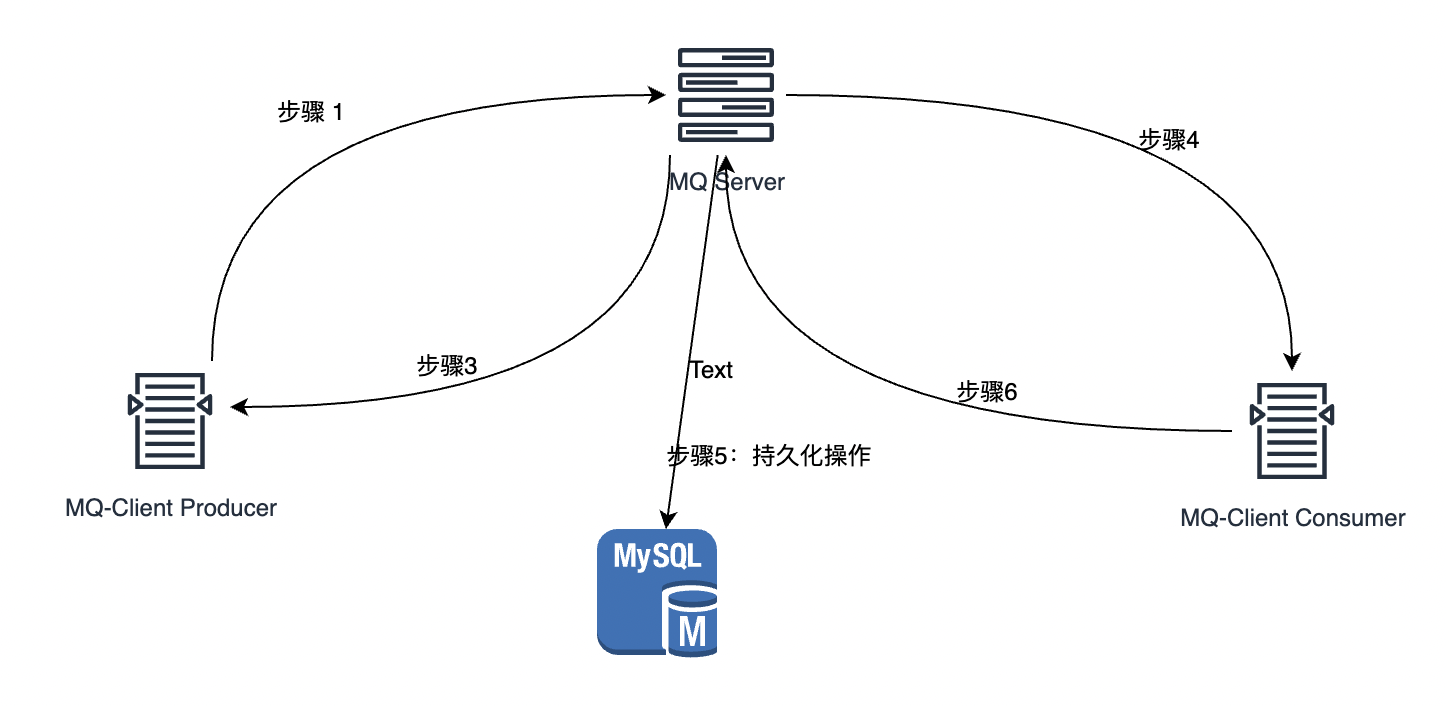 步骤 1
步骤4
MQ Server
步骤3
Text
步骤6
步骤5：持久化操作
MQ-Client Producer
MQ-Client Consumer
MySQL
M